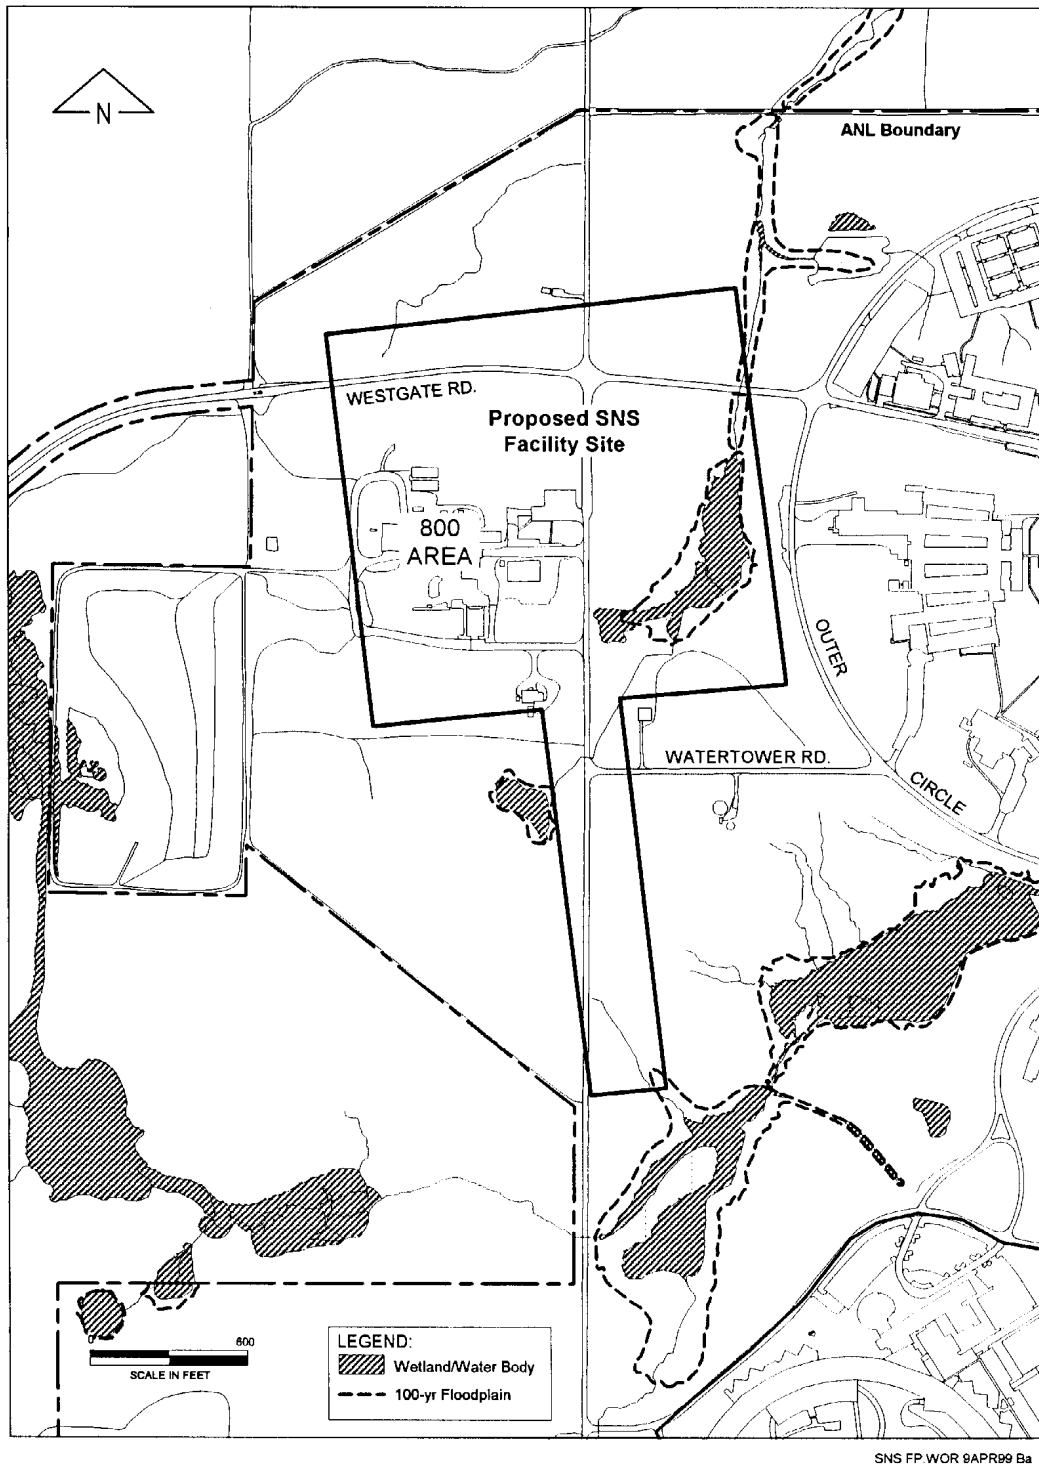 N
ANL Boundary
WESTGATE RD.
Proposed SNS
Facility Site
800
AREA
OUTER
WATERTOWER RD.
CIRCLE
600
SCALE IN FEET
LEGEND:
Wetland/Water Body
100-yr Floodplain
SNS FP.WOR 9APR99 Ba